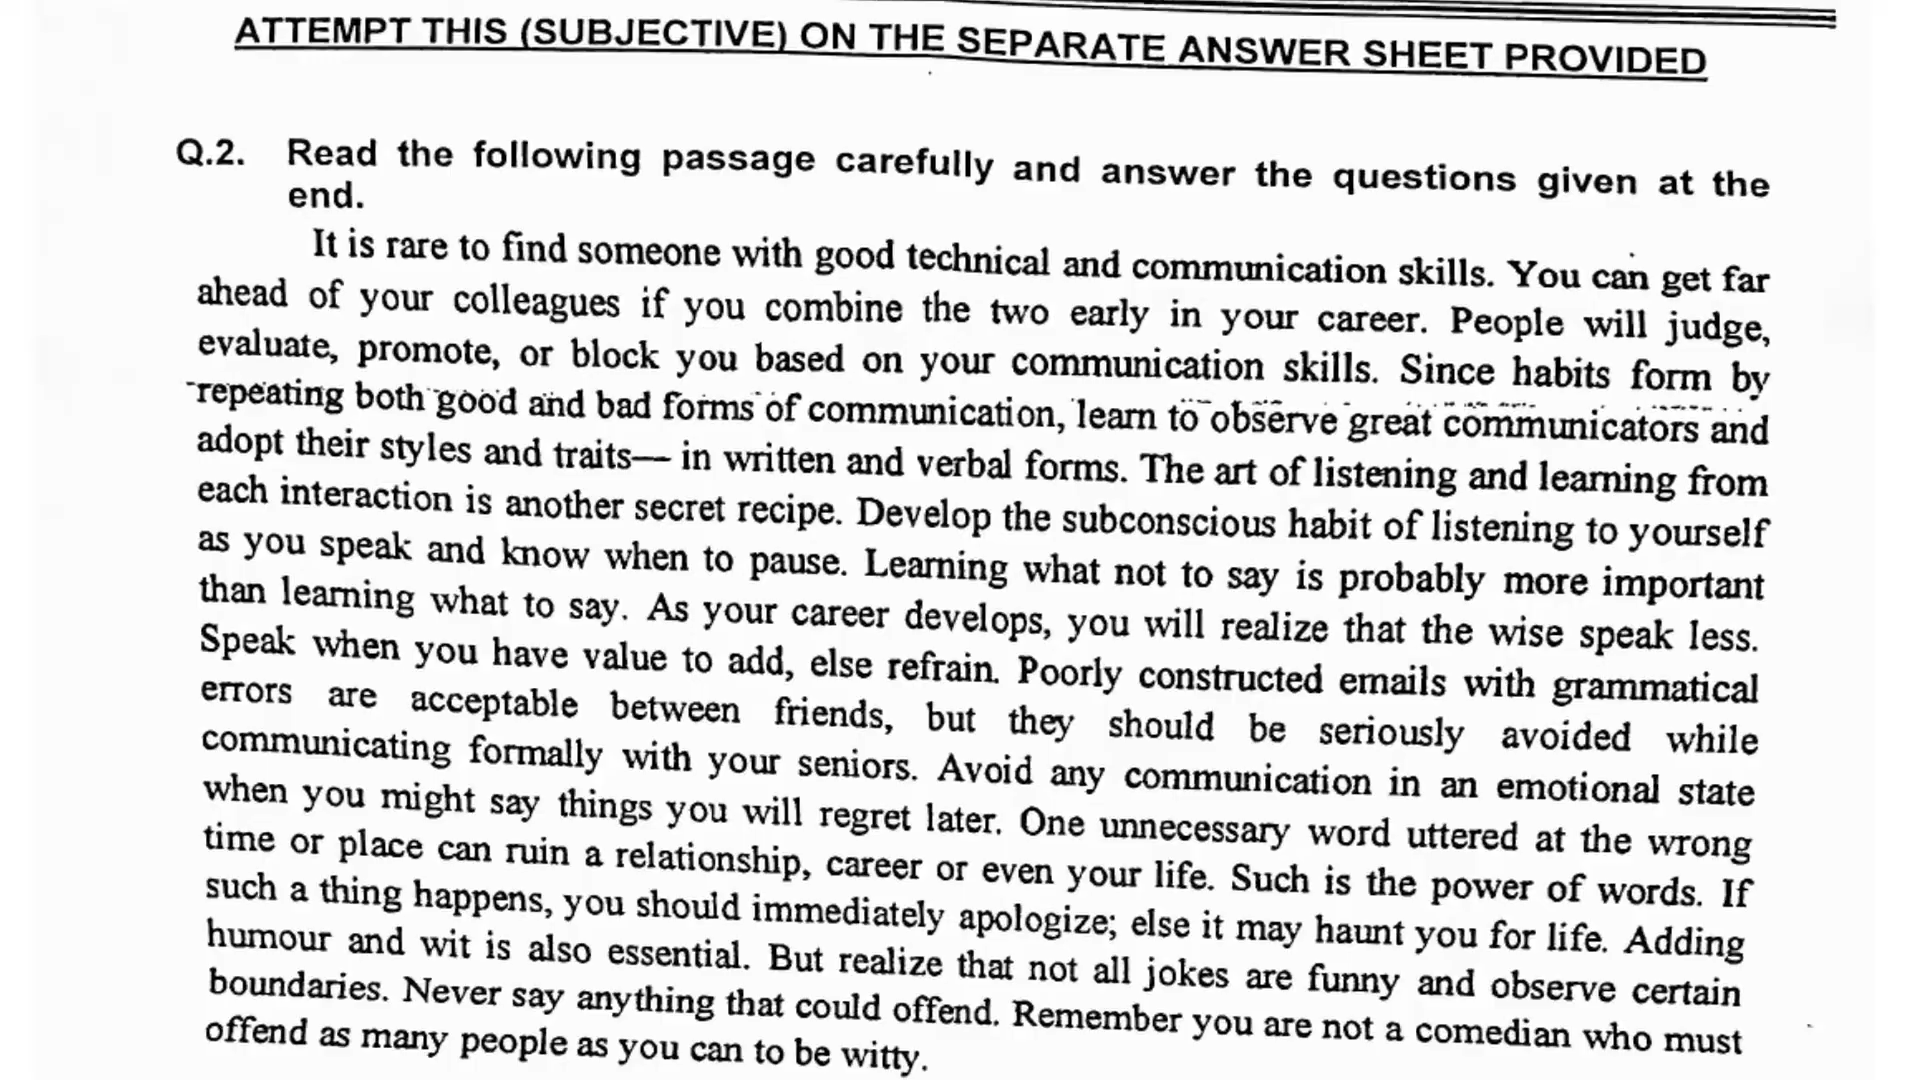 ATTEMPT THIS (SUBJECTIVE) ON THE SEPARATE ANSWER SHEET PROVIDED
Q.2. Read the following passage carefully and answer the questions given at the
end.
It is rare to find someone with good technical and communication skills. You can get far
ahead of your colleagues if you combine the two early in your career. People will judge,
evaluate, promote, or block you based on your communication skills. Since habits form by
repeating both good and bad forms of communication, learn to observe great communicators and
adopt their styles and traits— in written and verbal forms. The art of listening and learning from
each interaction is another secret recipe. Develop the subconscious habit of listening to yourself
as you speak and know when to pause. Learning what not to say is probably more important
than learning what to say. As your career develops, you will realize that the wise speak less.
Speak when you have value to add, else refrain. Poorly constructed emails with grammatical
errors are acceptable between friends, but they should be seriously avoided while
communicating formally with your seniors. Avoid any communication in an emotional state
when you might say things you will regret later. One unnecessary word uttered at the wrong
time or place can ruin a relationship, career or even your life. Such is the power of words. If
such a thing happens, you should immediately apologize; else it may haunt you for life. Adding
humour and wit is also essential. But realize that not all jokes are funny and observe certain
boundaries. Never say anything that could offend. Remember you are not a comedian who must
offend as many people as you can to be witty.